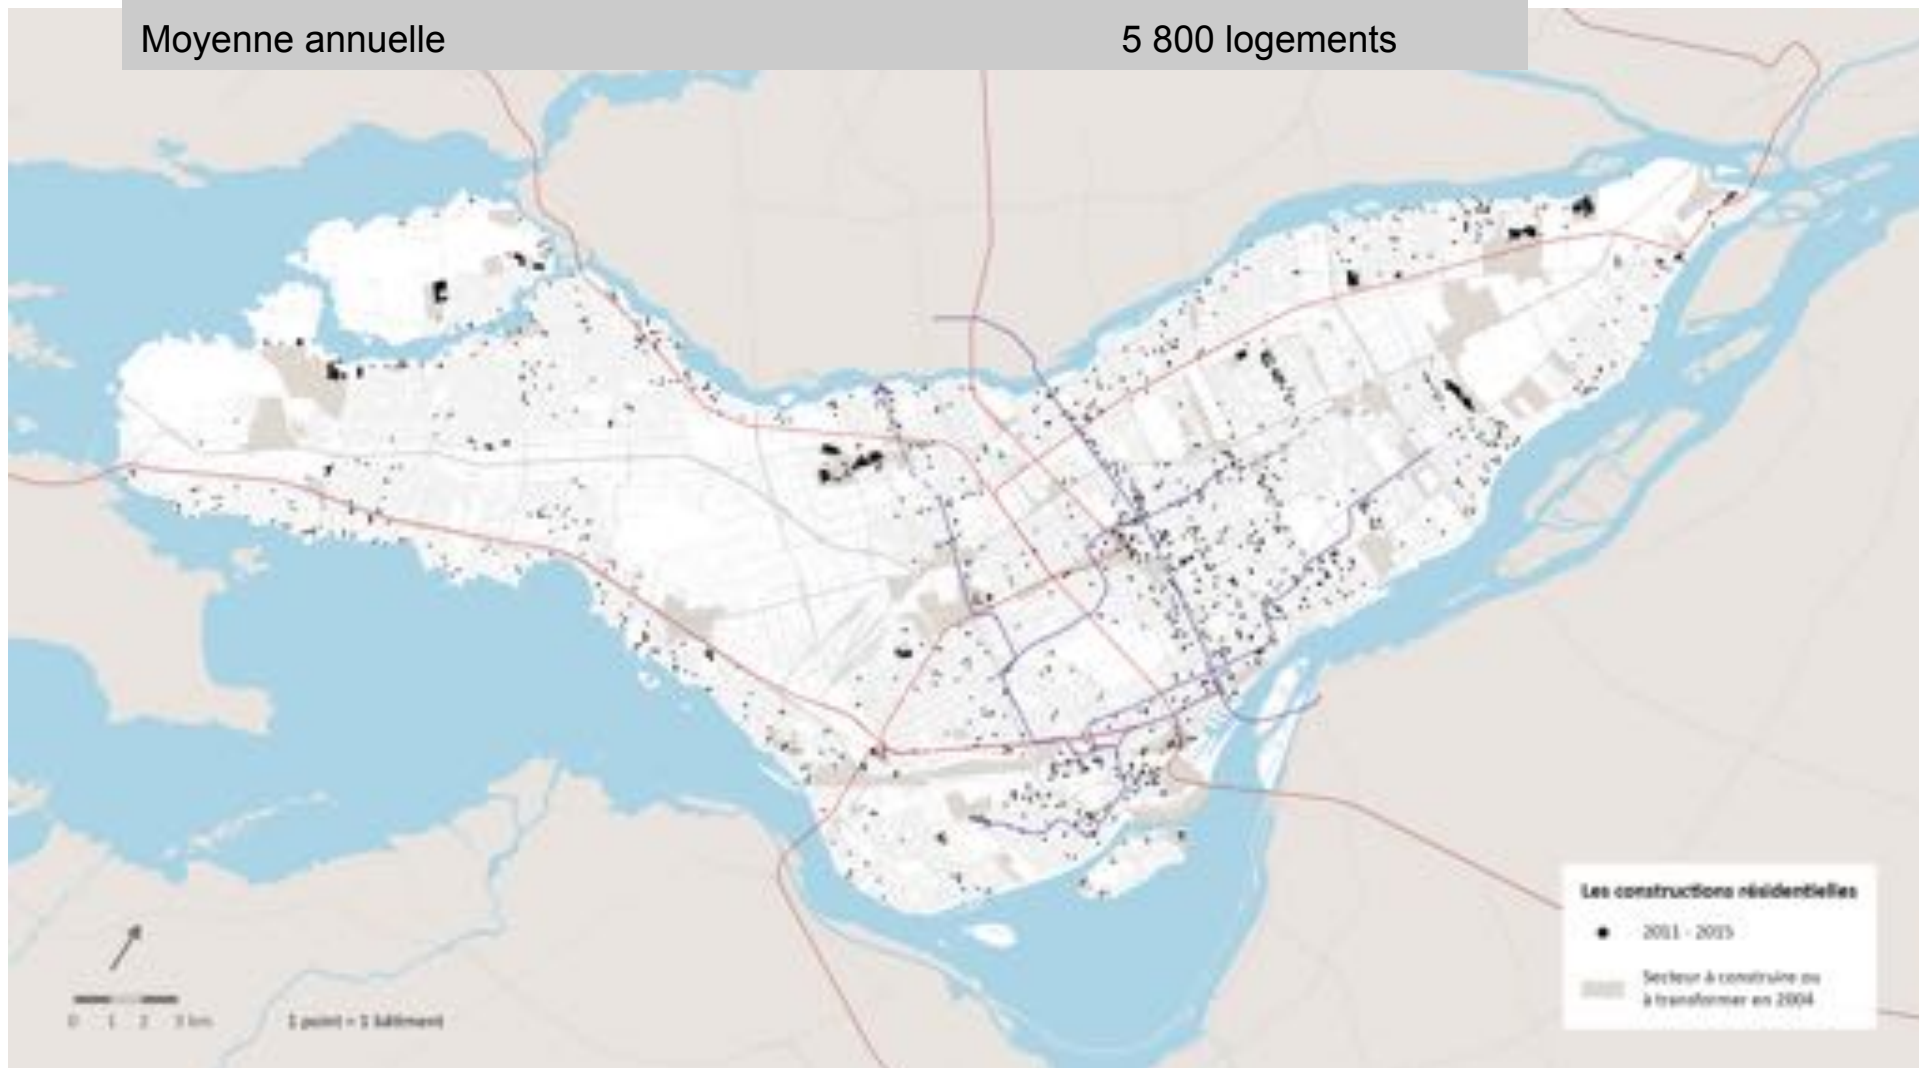 Moyenne annuelle 5 800 logements
Les constructions résidentielles
2011 - 2015
Secteur à construire ou
à transformer en 2004
0 1 2 3 km
1 point = 1 bâtiment